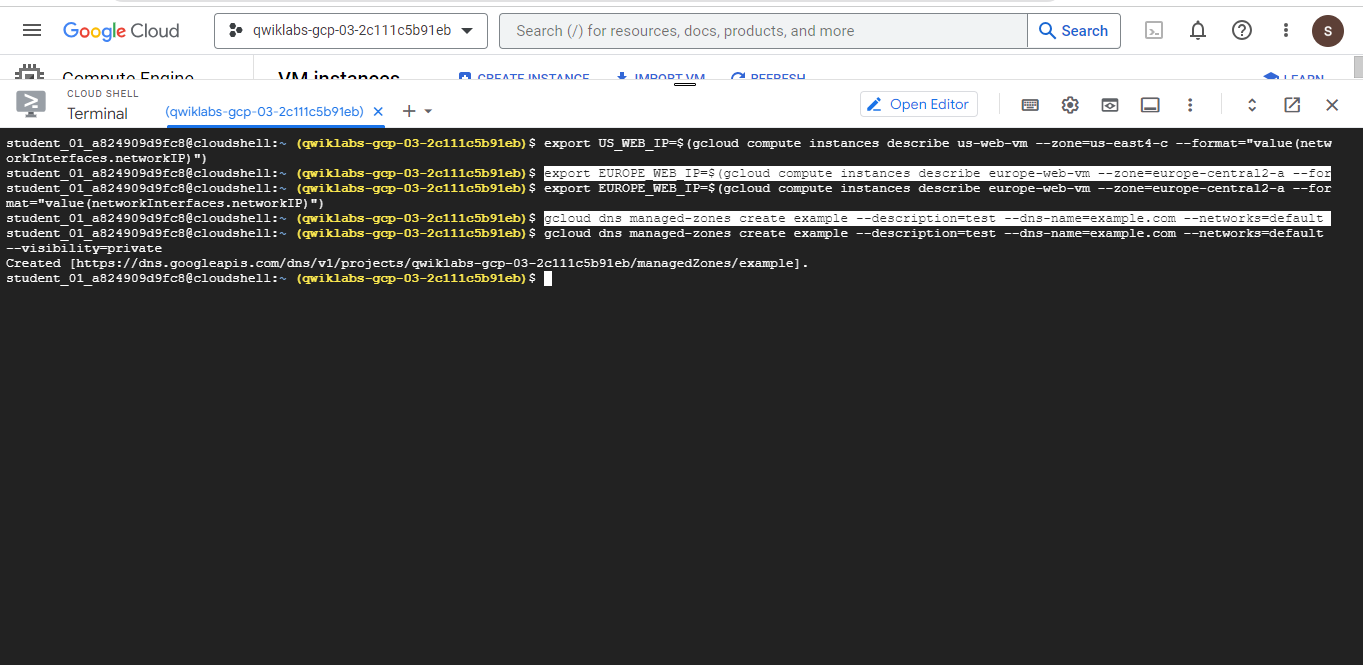 Google Cloud
qwiklabs-gcp-03-2c111c5b91eb
Search (/) for resources, docs, products, and more
Search
S
Compute Engine
VM instances
CREATE INSTANCE
IMPORT VM
REFRESH
LEARN
CLOUD SHELL
Terminal
(qwiklabs-gcp-03-2c111c5b91eb)
Open Editor
student_01_a824909d9fc8@cloudshell:~ (qwiklabs-gcp-03-2c111c5b91eb)$ export US_WEB_IP=$(gcloud compute instances describe us-web-vm --zone=us-east4-c --format="value(netw
orkInterfaces.networkIP)")
student_01_a824909d9fc8@cloudshell:~ (qwiklabs-gcp-03-2c111c5b91eb)$ export EUROPE_WEB_IP=$(gcloud compute instances describe europe-web-vm --zone=europe-central2-a --for
student_01_a824909d9fc8@cloudshell:~ (qwiklabs-gcp-03-2c111c5b91eb)$ export EUROPE_WEB_IP=$(gcloud compute instances describe europe-web-vm --zone=europe-central2-a --for
mat="value(networkInterfaces.networkIP)")
student_01_a824909d9fc8@cloudshell:~ (qwiklabs-gcp-03-2c111c5b91eb)$ gcloud dns managed-zones create example --description=test --dns-name=example.com --networks=default
student_01_a824909d9fc8@cloudshell:~ (qwiklabs-gcp-03-2c111c5b91eb)$ gcloud dns managed-zones create example --description=test --dns-name=example.com --networks=default
--visibility=private
Created [https://dns.googleapis.com/dns/v1/projects/qwiklabs-gcp-03-2c111c5b91eb/managedZones/example].
student_01_a824909d9fc8@cloudshell:~ (qwiklabs-gcp-03-2c111c5b91eb)$